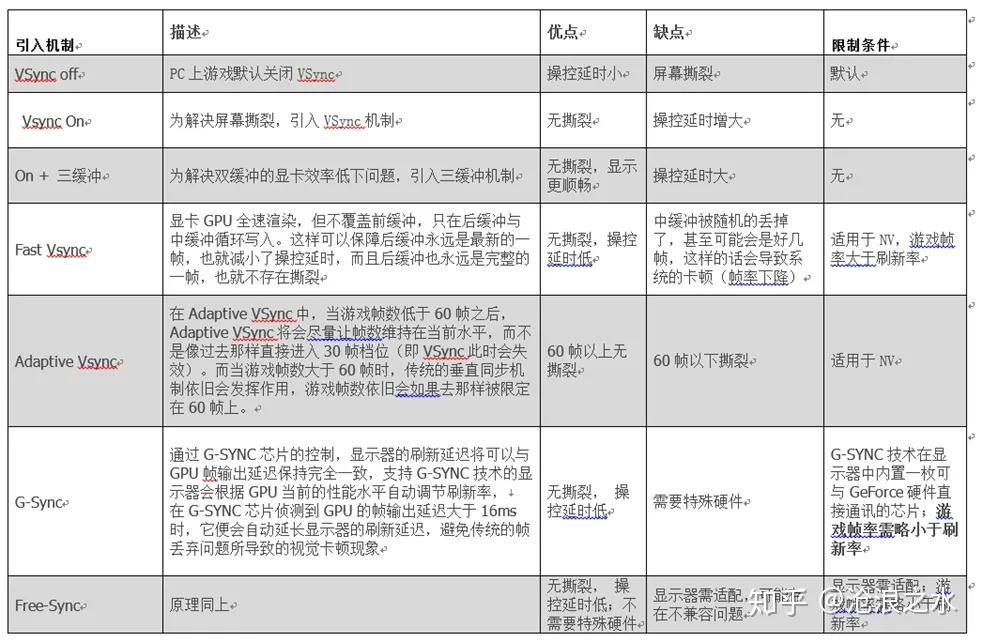 引入机制
描述
优点
缺点
限制条件
VSync off
PC 上游戏默认关闭 VSync
操控延时小
屏幕撕裂
默认
Vsync On
为解决屏幕撕裂，引入 VSync 机制
无撕裂
操控延时增大
无
On + 三缓冲
为解决双缓冲的显卡效率低下问题，引入三缓冲机制
无撕裂，显示
更顺畅
操控延时大
无
Fast Vsync
显卡 GPU 全速渲染，但不覆盖前缓冲，只在后缓冲与
中缓冲循环写入。这样可以保障后缓冲永远是最新的一
帧，也就减小了操控延时，而且后缓冲也永远是完整的
一帧，也就不存在撕裂
无撕裂，操控
延时低
中缓冲被随机的丢掉
了，甚至可能会是好几
帧，这样的话会导致系
统的卡顿（帧率下降）
适用于 NV，游戏帧
率大于刷新率
Adaptive Vsync
在 Adaptive VSync 中，当游戏帧数低于 60 帧之后，
Adaptive VSync 将会尽量让帧数维持在当前水平，而不
是像过去那样直接进入 30 帧档位（即 VSync 此时会失
效）。而当游戏帧数大于 60 帧时，传统的垂直同步机
制依旧会发挥作用，游戏帧数依旧会如果去那样被限定
在 60 帧上。
60 帧以上无
撕裂
60 帧以下撕裂
适用于 NV
G-Sync
通过 G-SYNC 芯片的控制，显示器的刷新延迟将可以与
GPU 帧输出延迟保持完全一致，支持 G-SYNC 技术的显
示器会根据 GPU 当前的性能水平自动调节刷新率，
在 G-SYNC 芯片侦测到 GPU 的帧输出延迟大于 16ms
时，它便会自动延长显示器的刷新延迟，避免传统的帧
丢弃问题所导致的视觉卡顿现象
无撕裂， 操
控延时低
需要特殊硬件
G-SYNC 技术在显
示器中内置一枚可
与 GeForce 硬件直
接通讯的芯片；游
戏帧率需略小于刷
新率
Free-Sync
原理同上
无撕裂， 操
控延时低；不
需要特殊硬件
显示器需适配，可能存
在不兼容问题
显示器需适配；游
戏帧率需略小于刷
新率
知乎 @沧浪之水